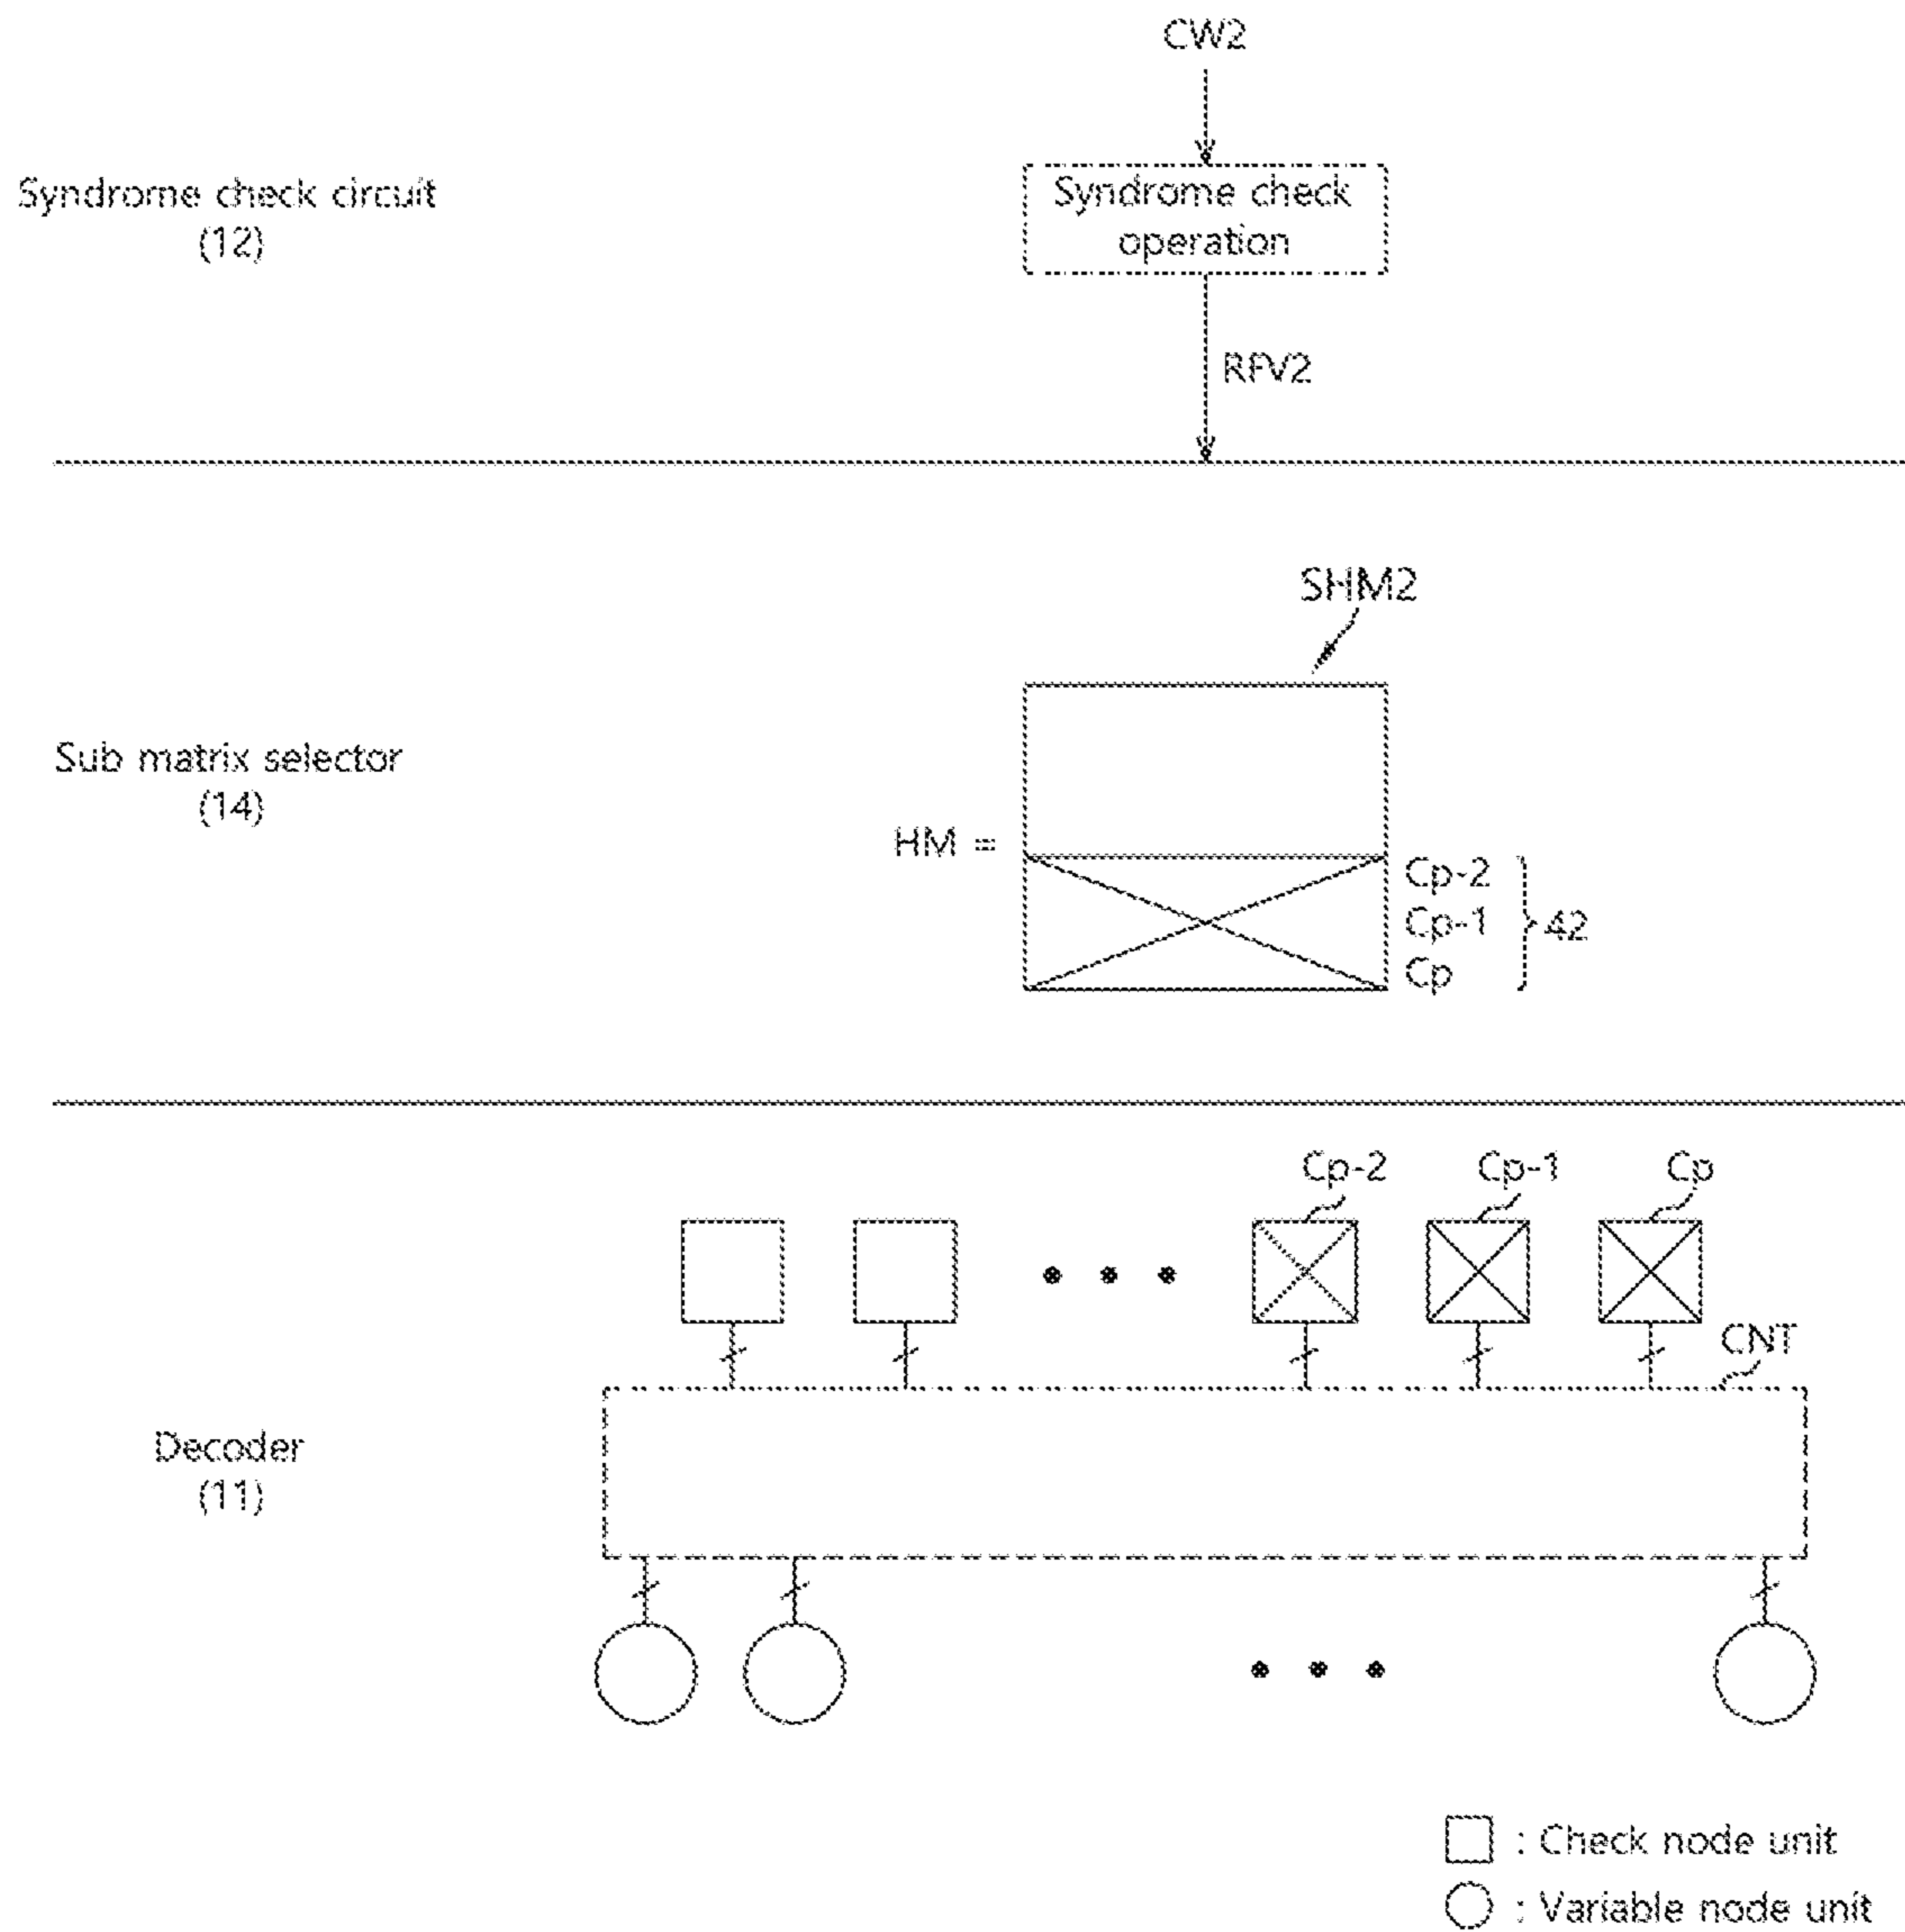 CW2
Syndrome check circuit
(12)
Syndrome check
operation
RFV2
SHM2
Sub matrix selector
(14)
HM =
Cp-2
Cp-1
Cp
42
Cp-2
Cp-1
Cp
CNT
Decoder
(11)
: Check node unit
: Variable node unit